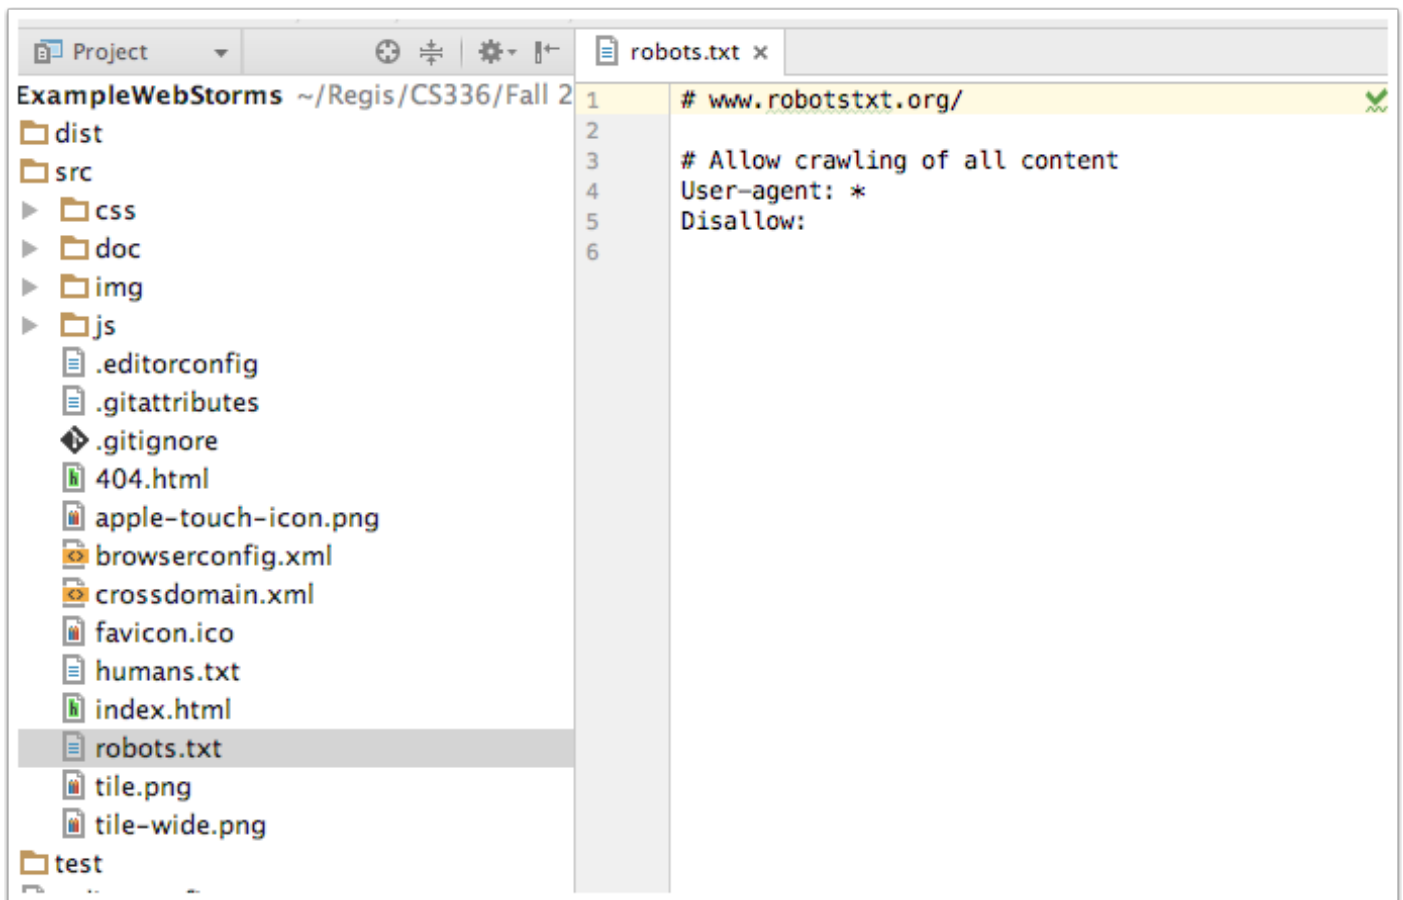 Project
robots.txt
ExampleWebStorms ~/Regis/CS336/Fall 2
dist
src
css
doc
img
js
.editorconfig
.gitattributes
.gitignore
404.html
apple-touch-icon.png
browserconfig.xml
crossdomain.xml
favicon.ico
humans.txt
index.html
robots.txt
tile.png
tile-wide.png
test
1 # www.robotstxt.org/
2
3 # Allow crawling of all content
4 User-agent: *
5 Disallow:
6